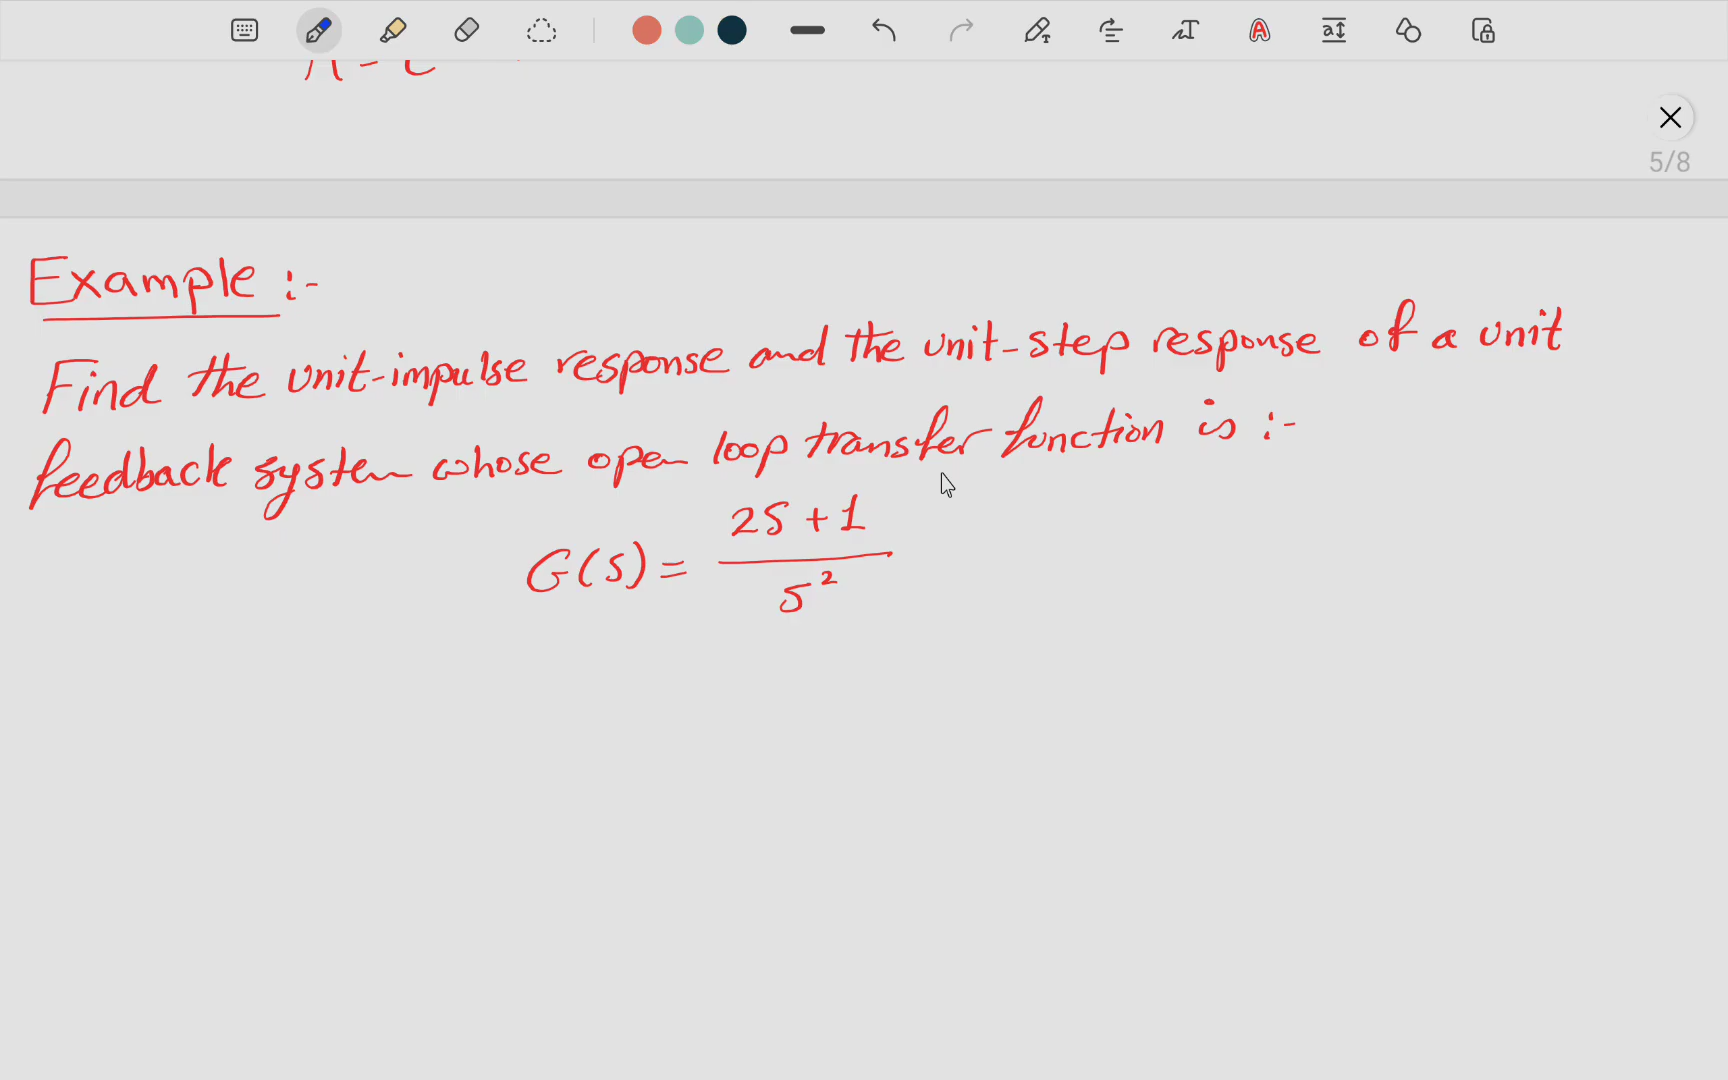 5/8
Example :-
Find the unit-impulse response and the unit-step response of a unit
feedback system whose open loop transfer function is :-
G(S) = 2S + 1
S²